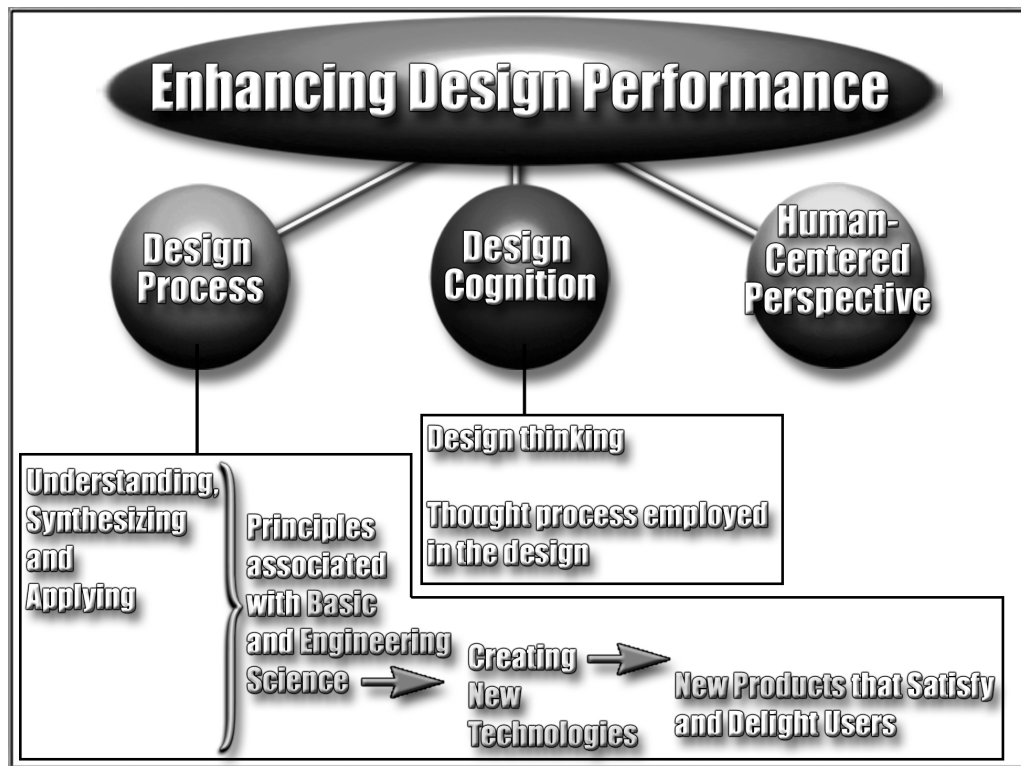 Enhancing Design Performance
Design
Process
Design
Cognition
Human-
Centered
Perspective
Design thinking
Thought process employed
in the design
Understanding,
Synthesizing
and
Applying
Principles
associated
with Basic
and Engineering
Science
Creating
New
Technologies
New Products that Satisfy
and Delight Users